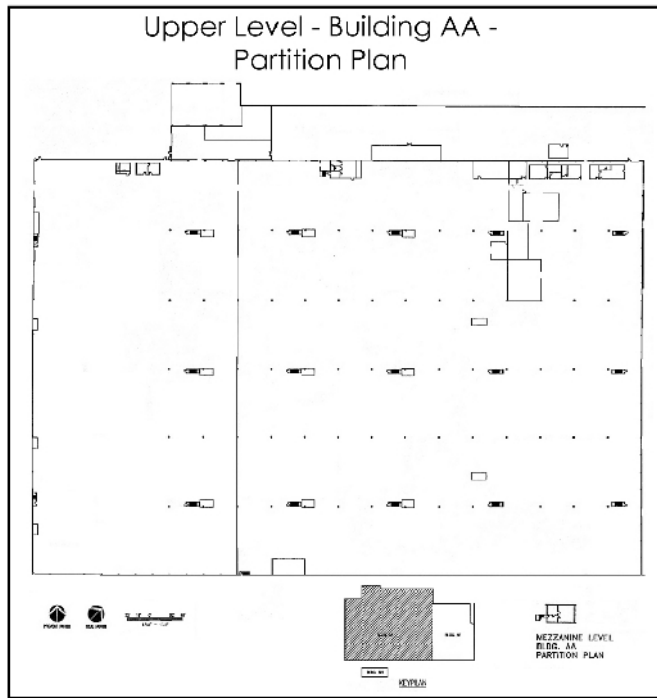 Upper Level - Building AA -
Partition Plan
KEYPLAN
MEZZANINE LEVEL
BLDG. AA
PARTITION PLAN